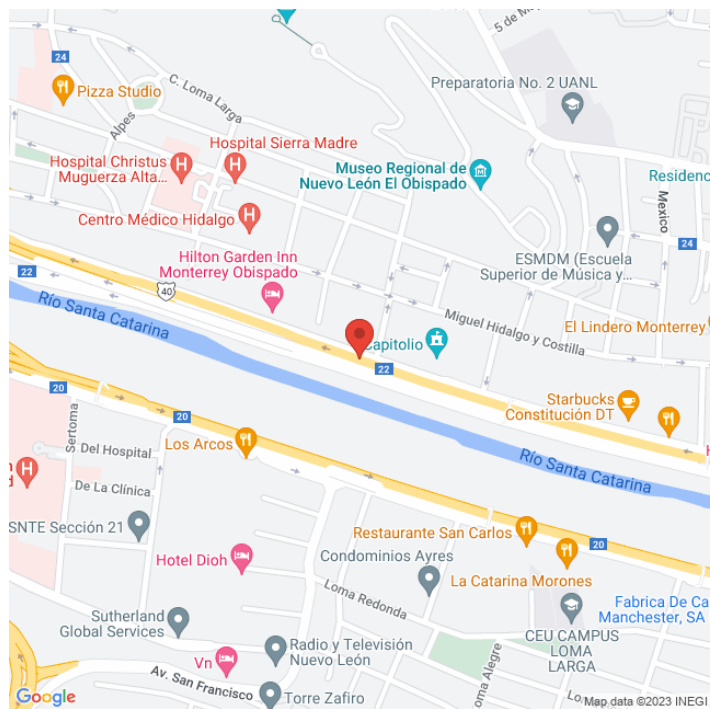 5 de Ma
24
Pizza Studio
C. Loma Larga
Alpes
Preparatoria No. 2 UANL
Hospital Sierra Madre
Hospital Christus
Muguerza Alta...
Museo Regional de
Nuevo León El Obispado
Residenc
Mexico
Centro Médico Hidalgo
24
ESMDM (Escuela
Superior de Música y...
Hilton Garden Inn
Monterrey Obispado
22
40
Río Santa Catarina
Miguel Hidalgo y Costilla
El Lindero Monterrey
Capitolio
22
20
Starbucks
Constitución DT
Sertoma
20
Los Arcos
Del Hospital
Río Santa Catarina
De La Clínica
SNTE Sección 21
Restaurante San Carlos
20
Hotel Dioh
Condominios Ayres
La Catarina Morones
Loma Redonda
Fabrica De Ca
Manchester, SA
Sutherland
Global Services
CEU CAMPUS
LOMA
LARGA
Radio y Televisión
Nuevo León
Vn
Loma Alegre
Av. San Francisco
Torre Zafiro
Google
Map data ©2023 INEGI